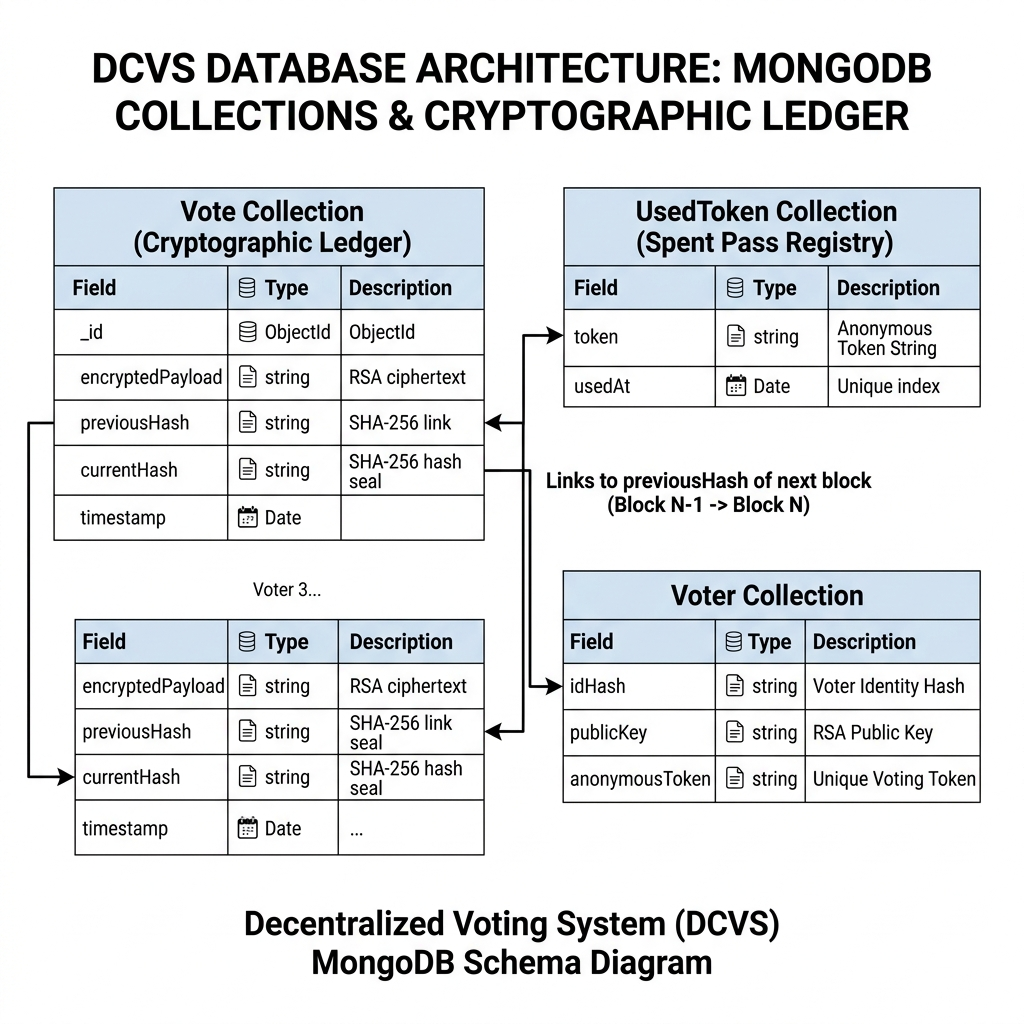 DCVS DATABASE ARCHITECTURE: MONGODB
COLLECTIONS & CRYPTOGRAPHIC LEDGER
Vote Collection
(Cryptographic Ledger)
Field Type Description
_id ObjectId ObjectId
encryptedPayload string RSA ciphertext
previousHash string SHA-256 link
currentHash string SHA-256 hash
seal
timestamp Date
UsedToken Collection
(Spent Pass Registry)
Field Type Description
token string Anonymous
Token String
usedAt Date Unique index
Links to previousHash of next block
(Block N-1 -> Block N)
Voter 3...
Field Type Description
encryptedPayload string RSA ciphertext
previousHash string SHA-256 link
seal
currentHash string SHA-256 hash
seal
timestamp Date ...
Voter Collection
Field Type Description
idHash string Voter Identity Hash
publicKey string RSA Public Key
anonymousToken string Unique Voting Token
Decentralized Voting System (DCVS)
MongoDB Schema Diagram